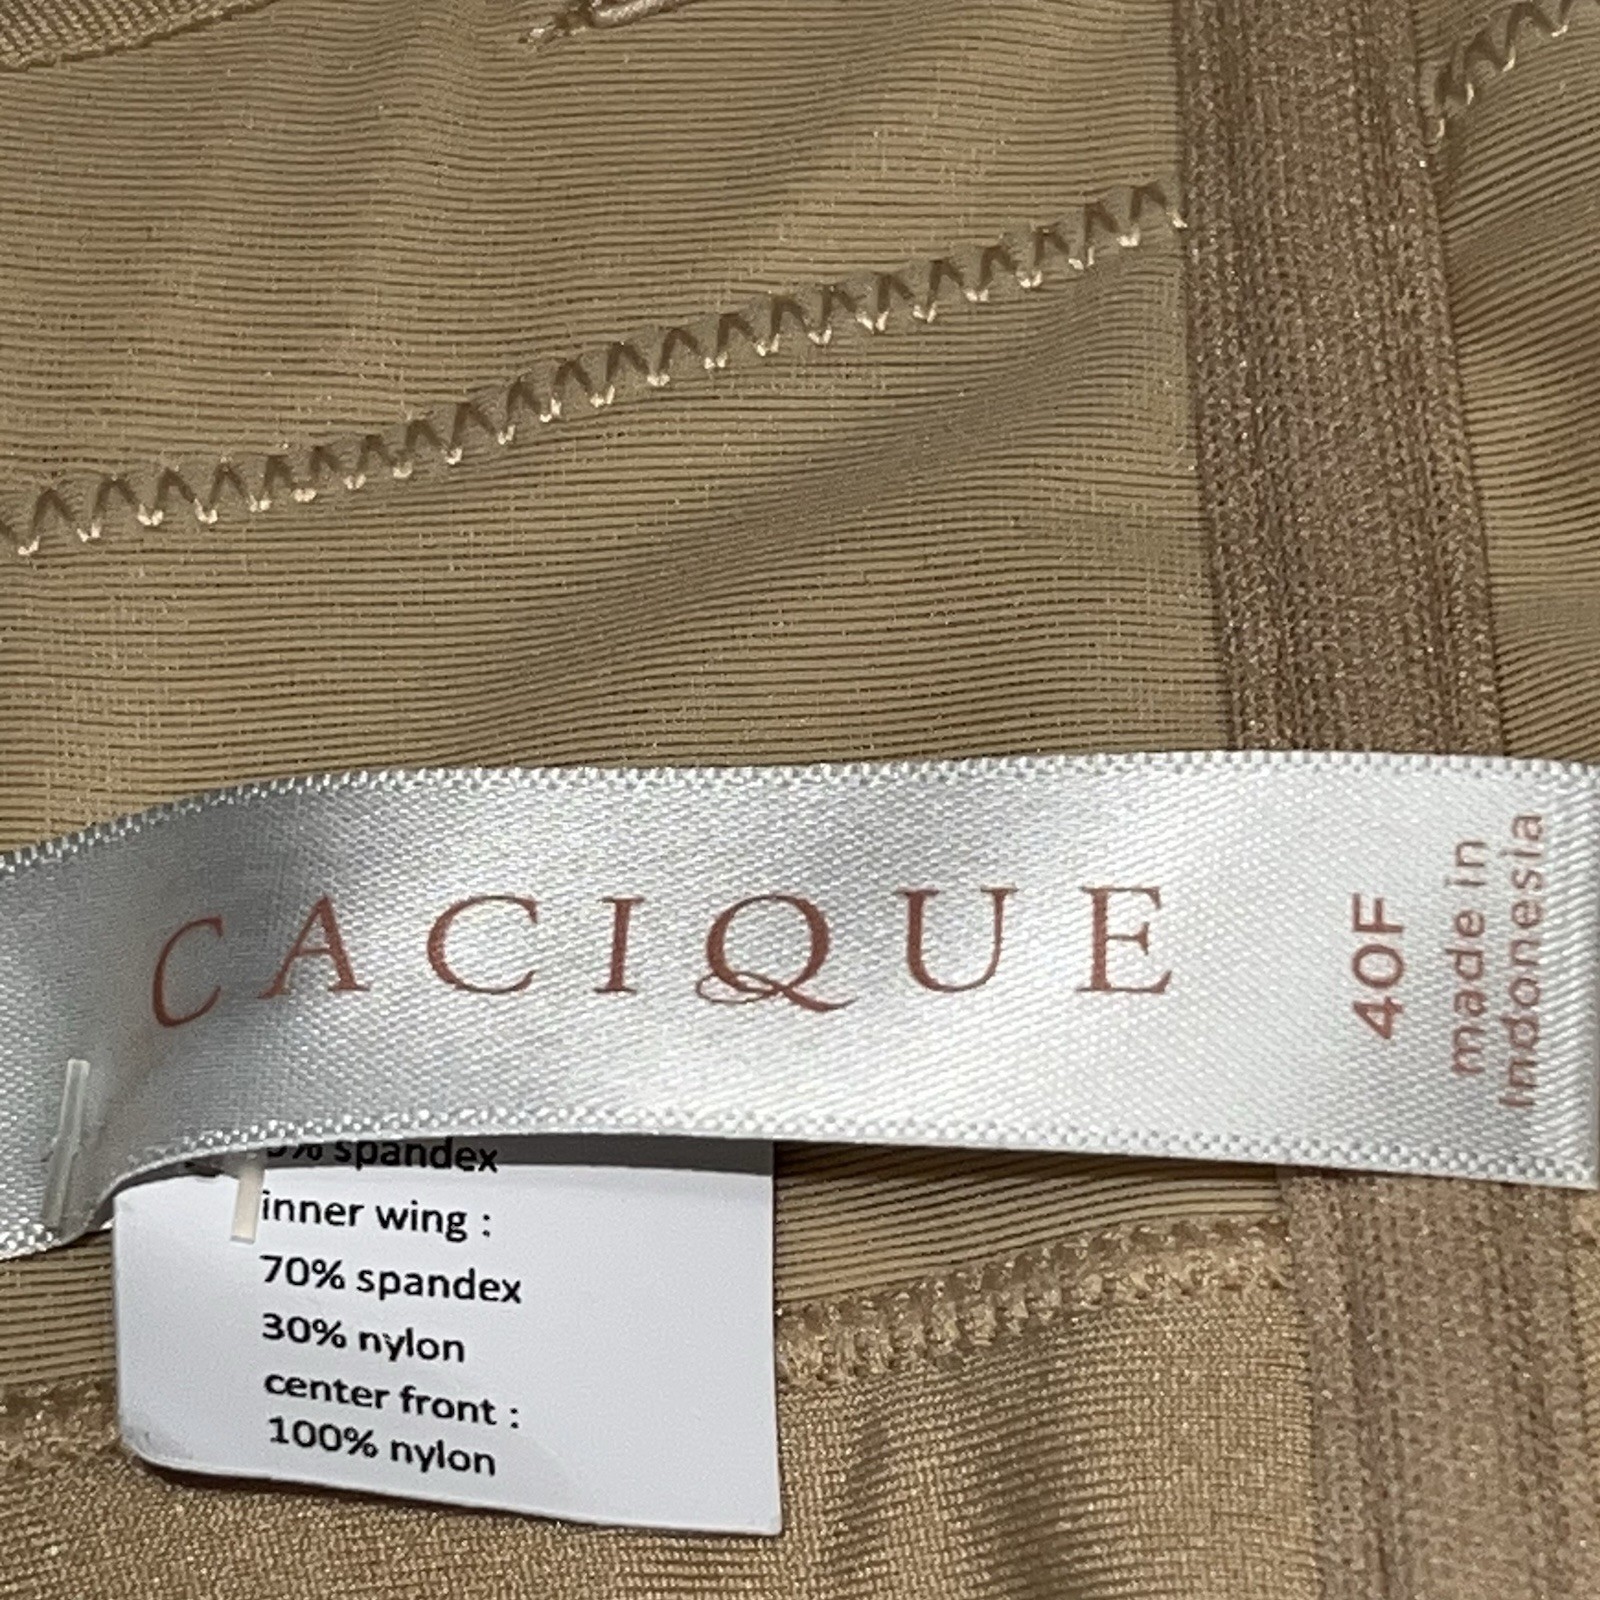 CACIQUE
40F
made in
Indonesia
spandex
inner wing :
70% spandex
30% nylon
center front :
100% nylon